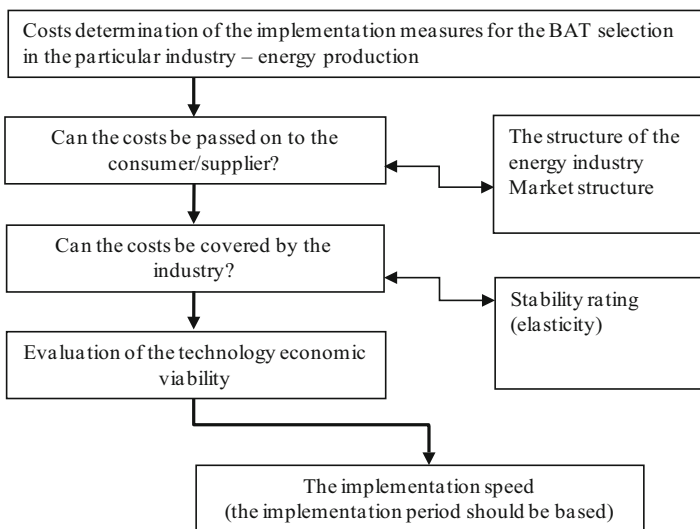 Costs determination of the implementation measures for the BAT selection
in the particular industry – energy production
Can the costs be passed on to the
consumer/supplier?
The structure of the
energy industry
Market structure
Can the costs be covered by the
industry?
Stability rating
(elasticity)
Evaluation of the technology economic
viability
The implementation speed
(the implementation period should be based)